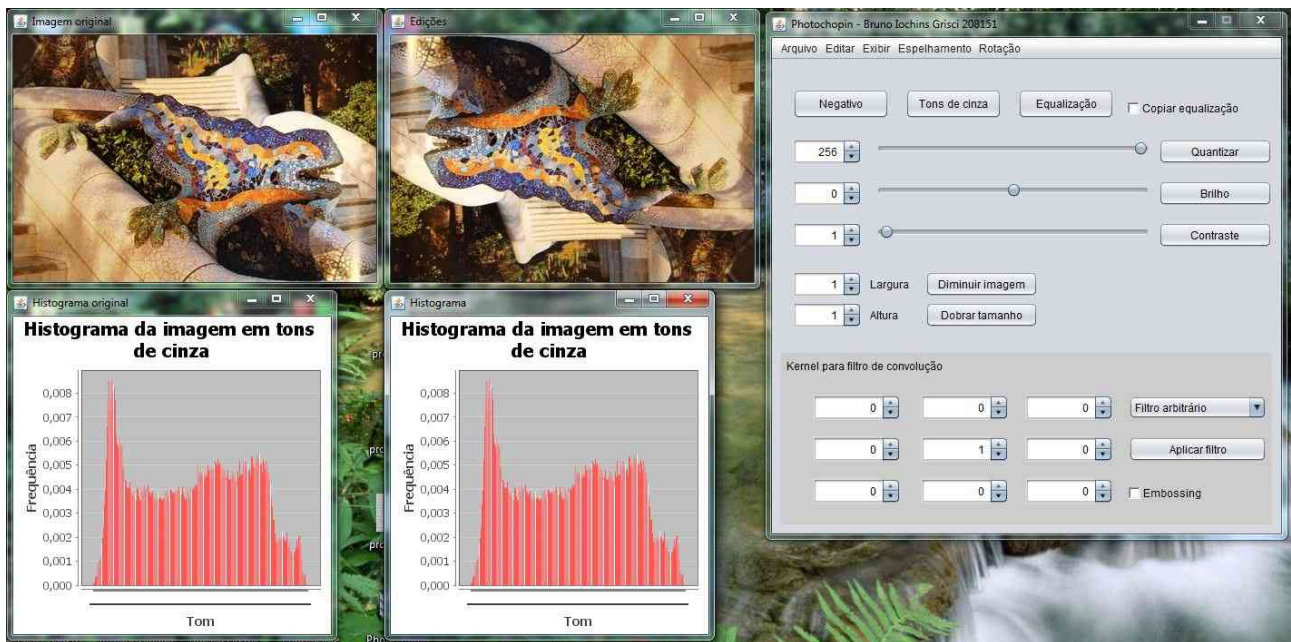 Imagem original
Edições
Photochopin - Bruno Iochins Grisci 208151
Arquivo Editar Exibir Espelhamento Rotação
Negativo
Tons de cinza
Equalização
Copiar equalização
256
Quantizar
0
Brilho
1
Contraste
1
Largura
Diminuir imagem
1
Altura
Dobrar tamanho
Histograma original
Histograma da imagem em tons
de cinza
Frequência
0,008
0,007
0,006
0,005
0,004
0,003
0,002
0,001
0,000
Tom
Histograma
Histograma da imagem em tons
de cinza
Frequência
0,008
0,007
0,006
0,005
0,004
0,003
0,002
0,001
0,000
Tom
Kernel para filtro de convolução
0 0 0
Filtro arbitrário
0 1 0
Aplicar filtro
0 0 0
Embossing